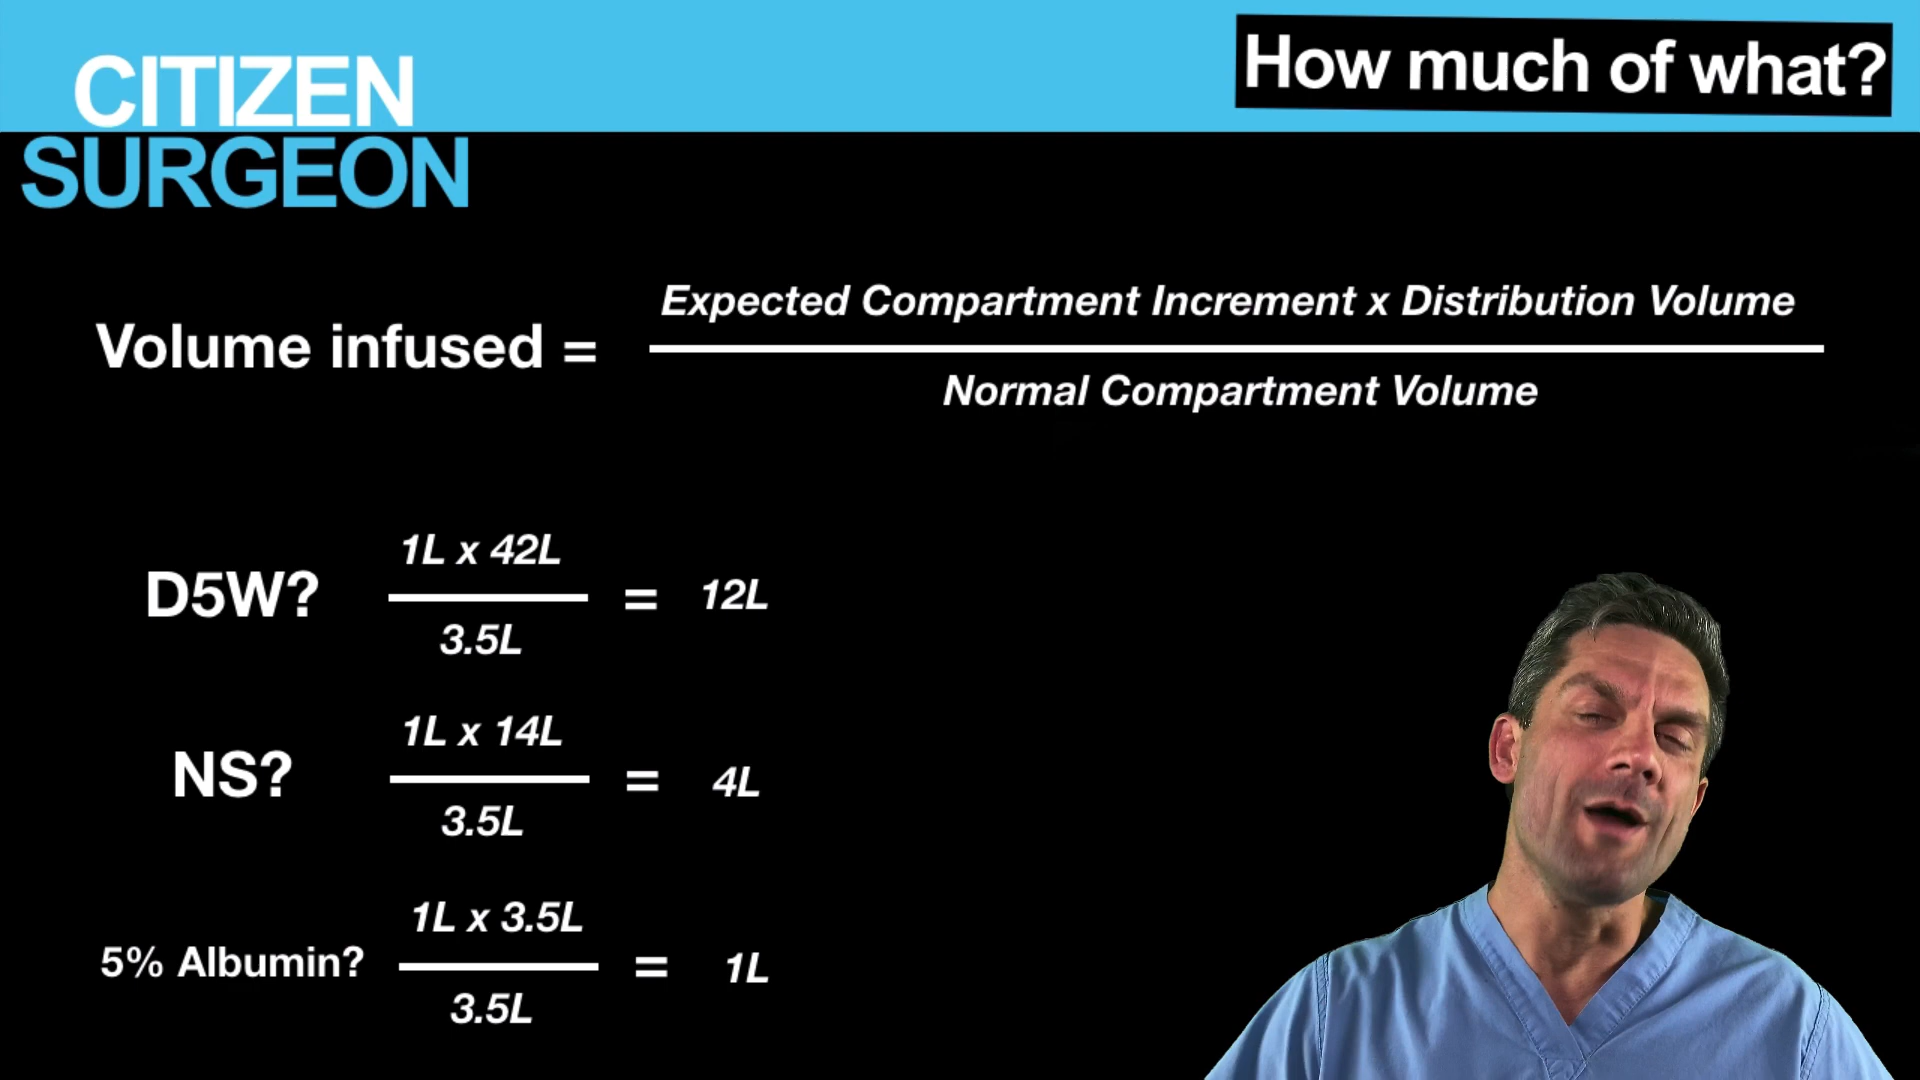 CITIZEN
SURGEON
How much of what?
Volume infused =
Expected Compartment Increment x Distribution Volume
Normal Compartment Volume
D5W?
1L x 42L
3.5L
= 12L
NS?
1L x 14L
3.5L
= 4L
5% Albumin?
1L x 3.5L
3.5L
= 1L